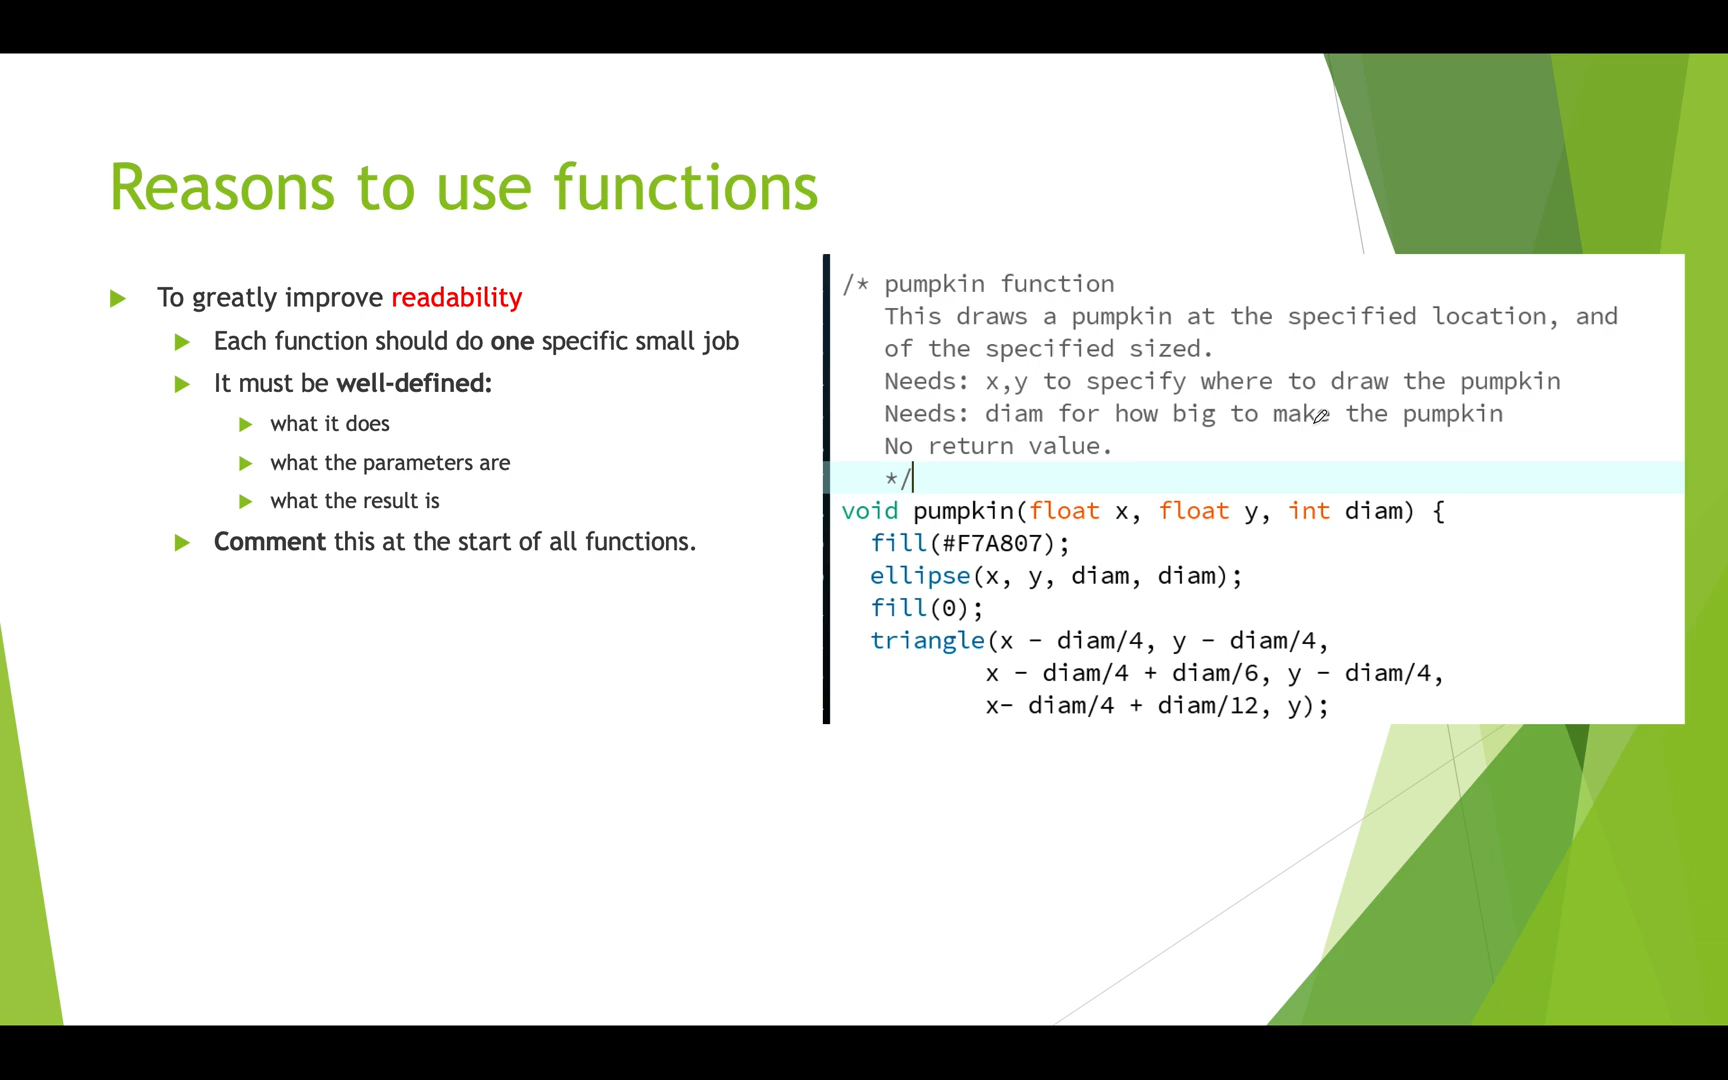 Reasons to use functions
To greatly improve readability
Each function should do one specific small job
It must be well-defined:
what it does
what the parameters are
what the result is
Comment this at the start of all functions.
/* pumpkin function
This draws a pumpkin at the specified location, and
of the specified sized.
Needs: x,y to specify where to draw the pumpkin
Needs: diam for how big to make the pumpkin
No return value.
*/
void pumpkin(float x, float y, int diam) {
fill(#F7A807);
ellipse(x, y, diam, diam);
fill(0);
triangle(x - diam/4, y - diam/4,
x - diam/4 + diam/6, y - diam/4,
x- diam/4 + diam/12, y);